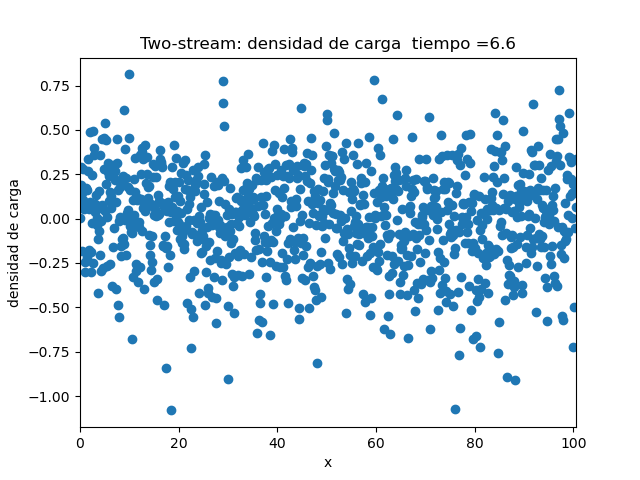 Two-stream: densidad de carga  tiempo =6.6
densidad de carga
0.75
0.50
0.25
0.00
−0.25
−0.50
−0.75
−1.00
0 20 40 60 80 100
x